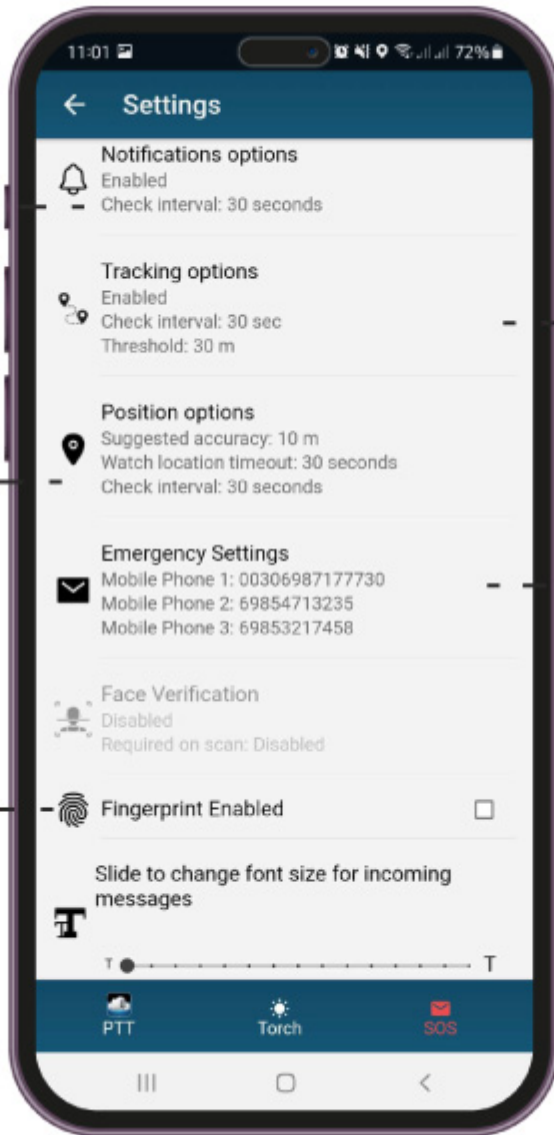 11:01 72%
Settings
Notifications options
Enabled
Check interval: 30 seconds
Tracking options
Enabled
Check interval: 30 sec
Threshold: 30 m
Position options
Suggested accuracy: 10 m
Watch location timeout: 30 seconds
Check interval: 30 seconds
Emergency Settings
Mobile Phone 1: 00306987177730
Mobile Phone 2: 69854713235
Mobile Phone 3: 69853217458
Face Verification
Disabled
Required on scan: Disabled
Fingerprint Enabled
Slide to change font size for incoming
messages
T T
PTT Torch SOS